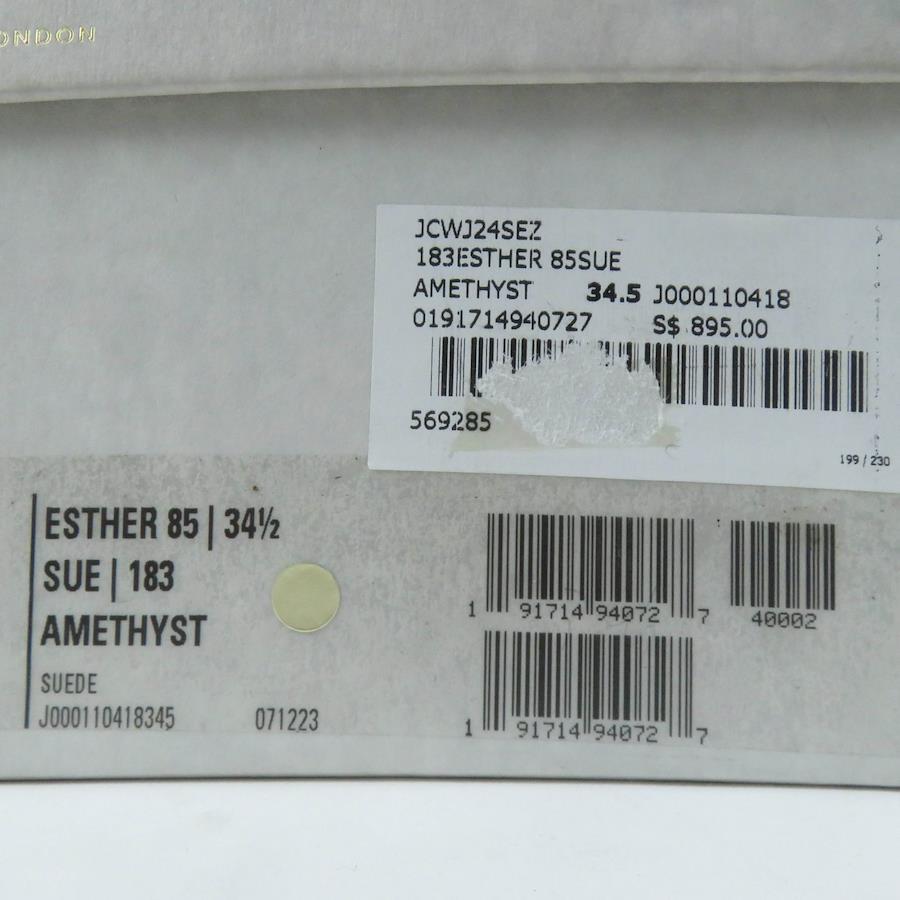 LONDON
JCWJ24SEZ
183ESTHER 85SUE
AMETHYST 34.5 J000110418
0191714940727 S$ 895.00
569285
199 / 230
ESTHER 85 | 34½
SUE | 183
AMETHYST
SUEDE
J000110418345 071223
1 91714 94072 7
40002
1 91714 94072 7